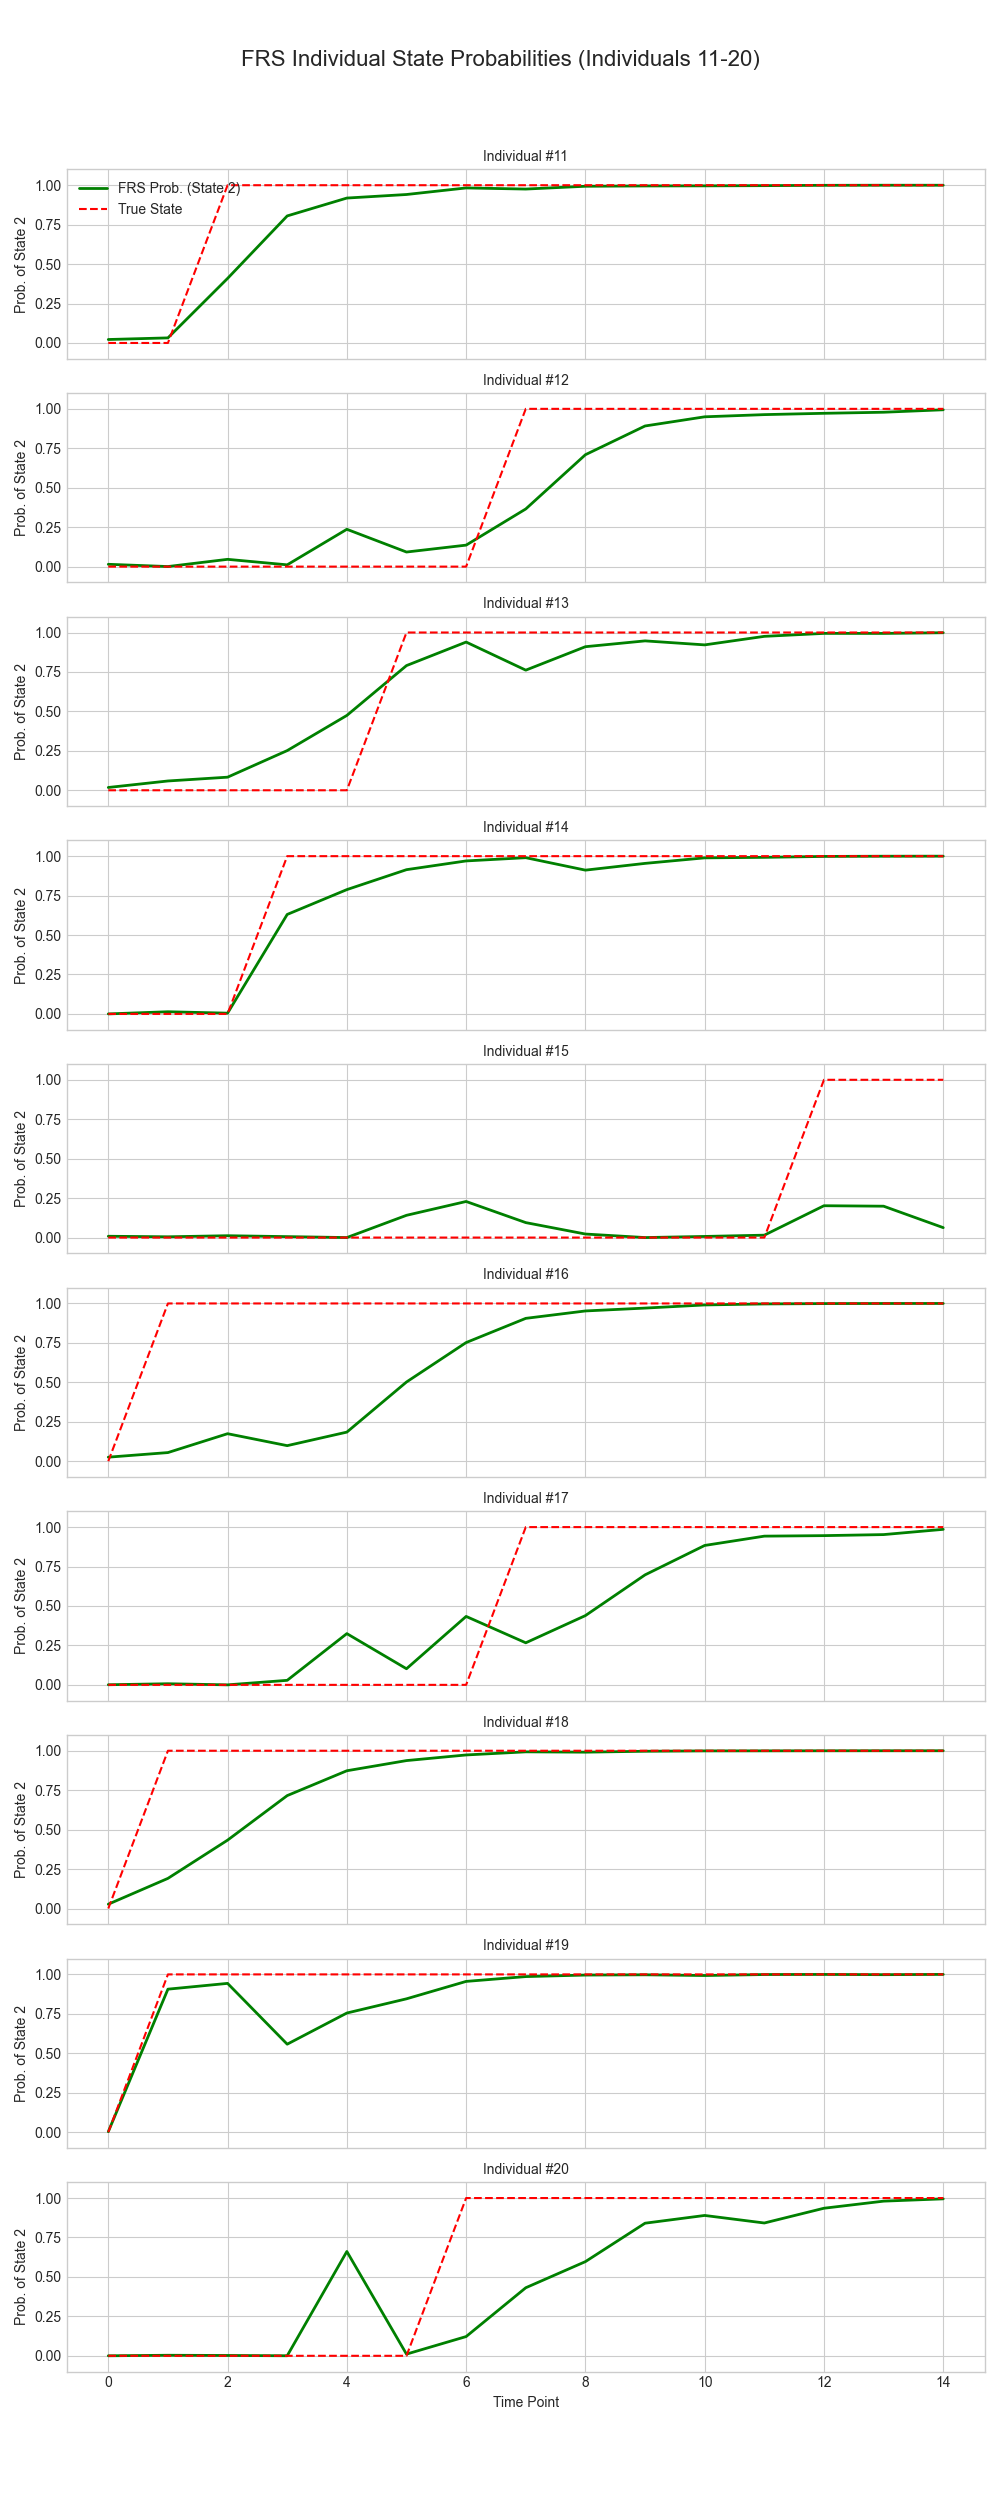 FRS Individual State Probabilities (Individuals 11-20)
Individual #11
FRS Prob. (State 2)
True State
Prob. of State 2
1.00
0.75
0.50
0.25
0.00
Individual #12
Prob. of State 2
1.00
0.75
0.50
0.25
0.00
Individual #13
Prob. of State 2
1.00
0.75
0.50
0.25
0.00
Individual #14
Prob. of State 2
1.00
0.75
0.50
0.25
0.00
Individual #15
Prob. of State 2
1.00
0.75
0.50
0.25
0.00
Individual #16
Prob. of State 2
1.00
0.75
0.50
0.25
0.00
Individual #17
Prob. of State 2
1.00
0.75
0.50
0.25
0.00
Individual #18
Prob. of State 2
1.00
0.75
0.50
0.25
0.00
Individual #19
Prob. of State 2
1.00
0.75
0.50
0.25
0.00
Individual #20
Prob. of State 2
1.00
0.75
0.50
0.25
0.00
0 2 4 6 8 10 12 14
Time Point